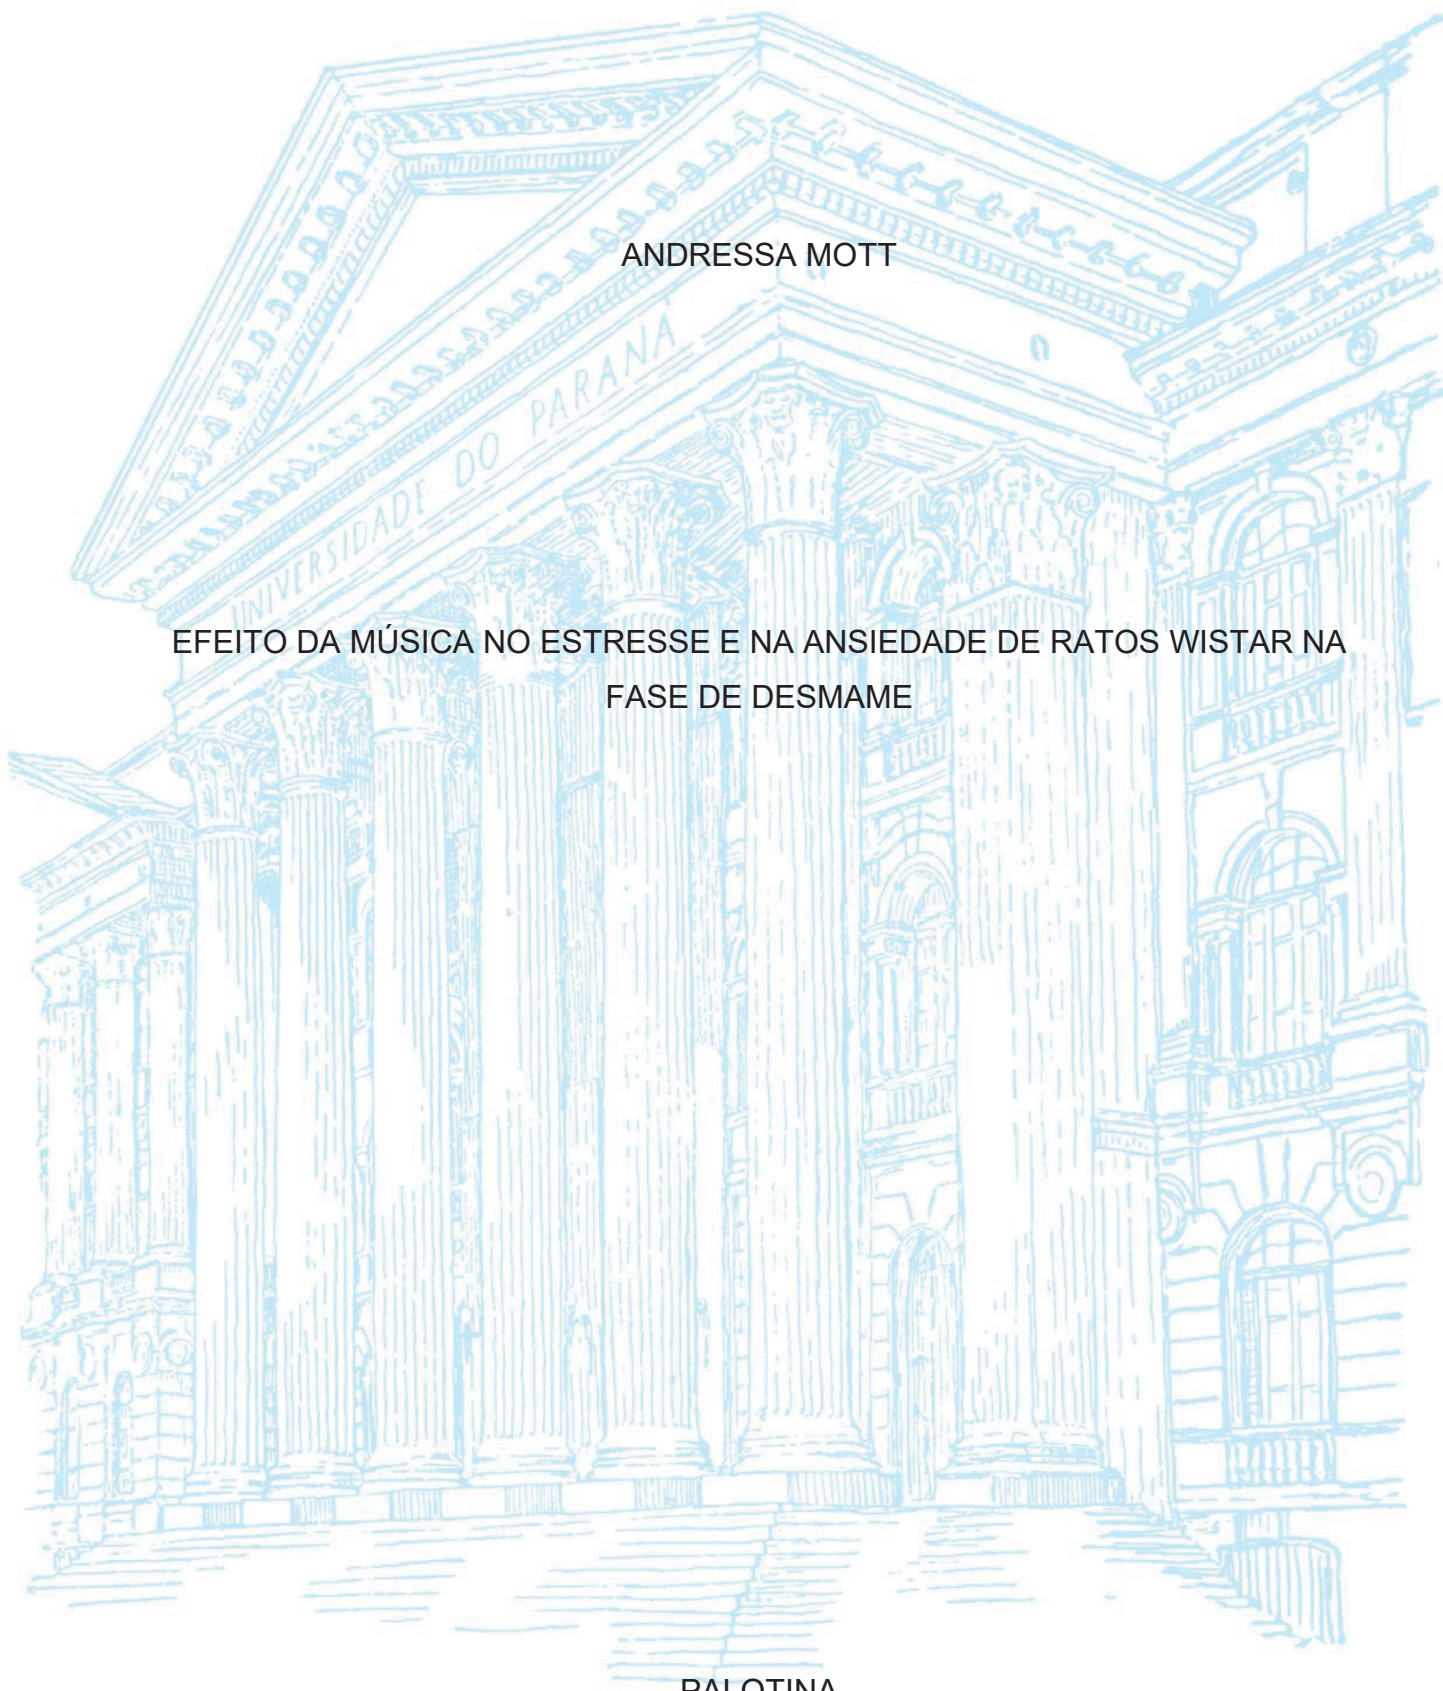 ANDRESSA MOTT
UNIVERSIDADE DO PARANÁ
EFEITO DA MÚSICA NO ESTRESSE E NA ANSIEDADE DE RATOS WISTAR NA
FASE DE DESMAME
PALOTINA